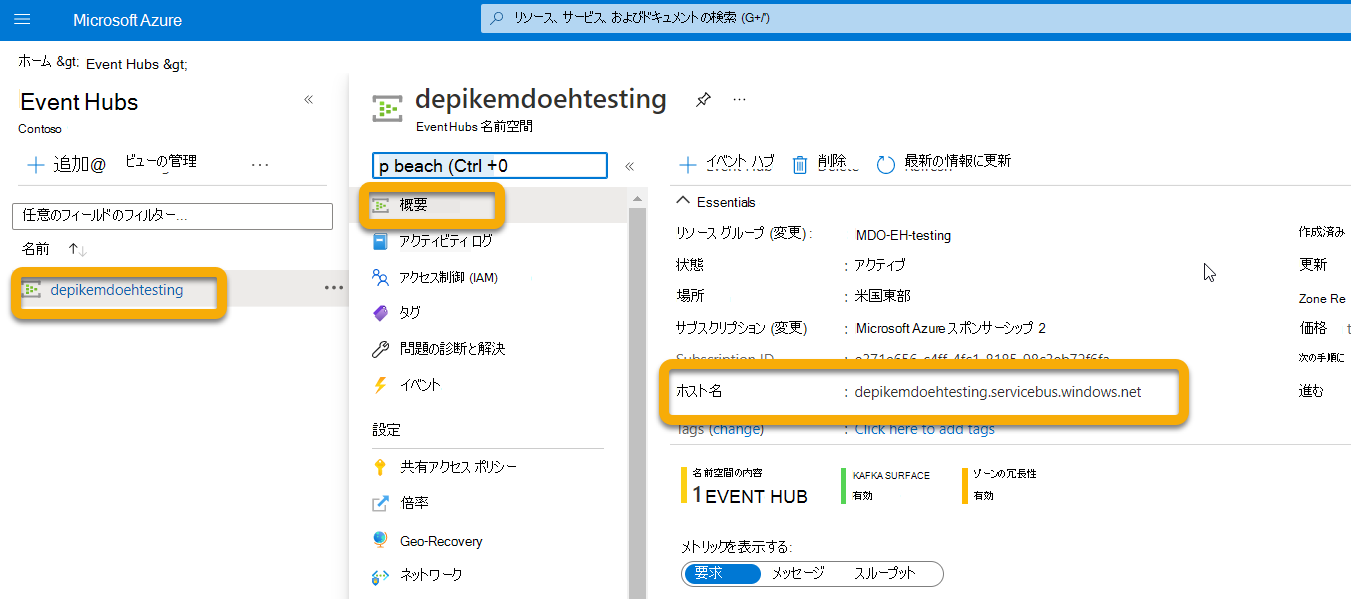 Microsoft Azure
リソース、サービス、およびドキュメントの検索 (G+/)
ホーム &gt; Event Hubs &gt;
Event Hubs
Contoso
追加@ ビューの管理
任意のフィールドのフィルター...
名前
depikemdoehtesting
depikemdoehtesting
Event Hubs 名前空間
p beach (Ctrl +0
概要
アクティビティ ログ
アクセス制御 (IAM)
タグ
問題の診断と解決
イベント
設定
共有アクセス ポリシー
倍率
Geo-Recovery
ネットワーク
イベント ハブ 削除 最新の情報に更新
Event Hub Delete Refresh
Essentials
リソース グループ (変更) : MDO-EH-testing
状態 : アクティブ
場所 : 米国東部
サブスクリプション (変更) : Microsoft Azure スポンサーシップ 2
Subscription ID
ホスト名 : depikemdoehtesting.servicebus.windows.net
Tags (change) : Click here to add tags
作成済み
更新
Zone Re
価格 t
次の手順に
進む
名前空間の内容
1 EVENT HUB
KAFKA SURFACE
有効
ゾーンの冗長性
有効
メトリックを表示する:
要求 メッセージ スループット